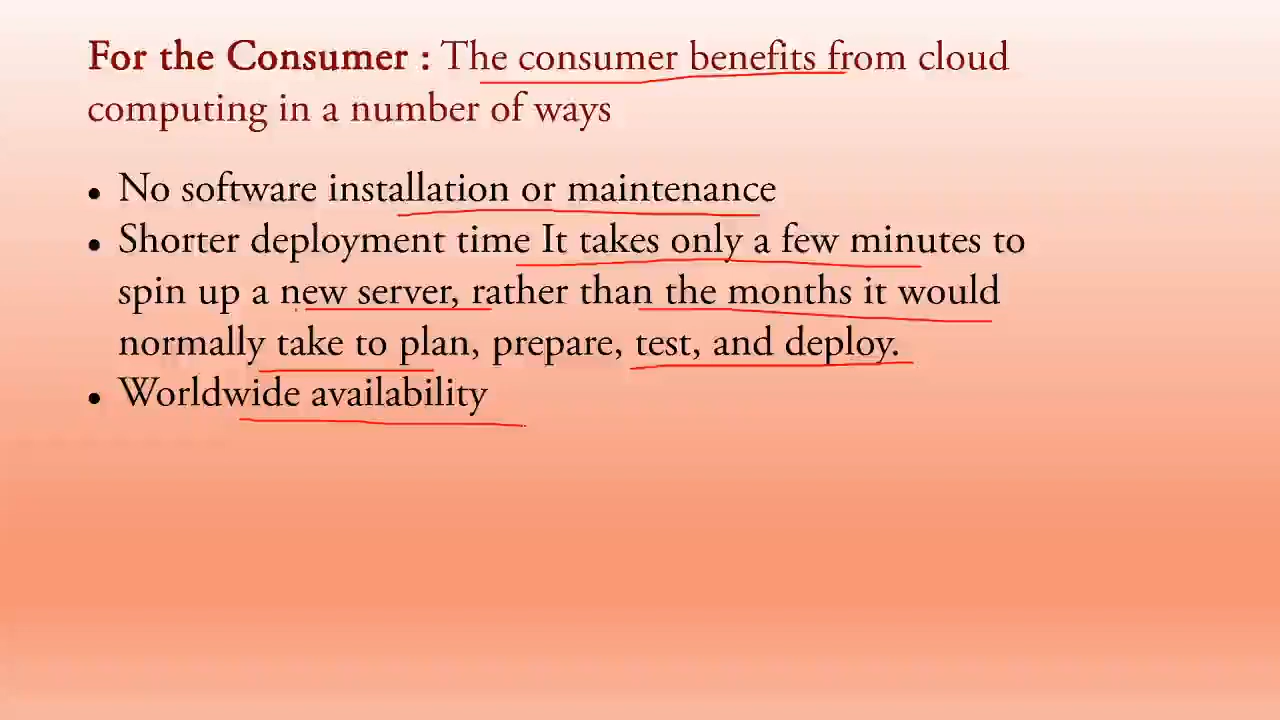 For the Consumer : The consumer benefits from cloud
computing in a number of ways
• No software installation or maintenance
• Shorter deployment time It takes only a few minutes to
spin up a new server, rather than the months it would
normally take to plan, prepare, test, and deploy.
• Worldwide availability